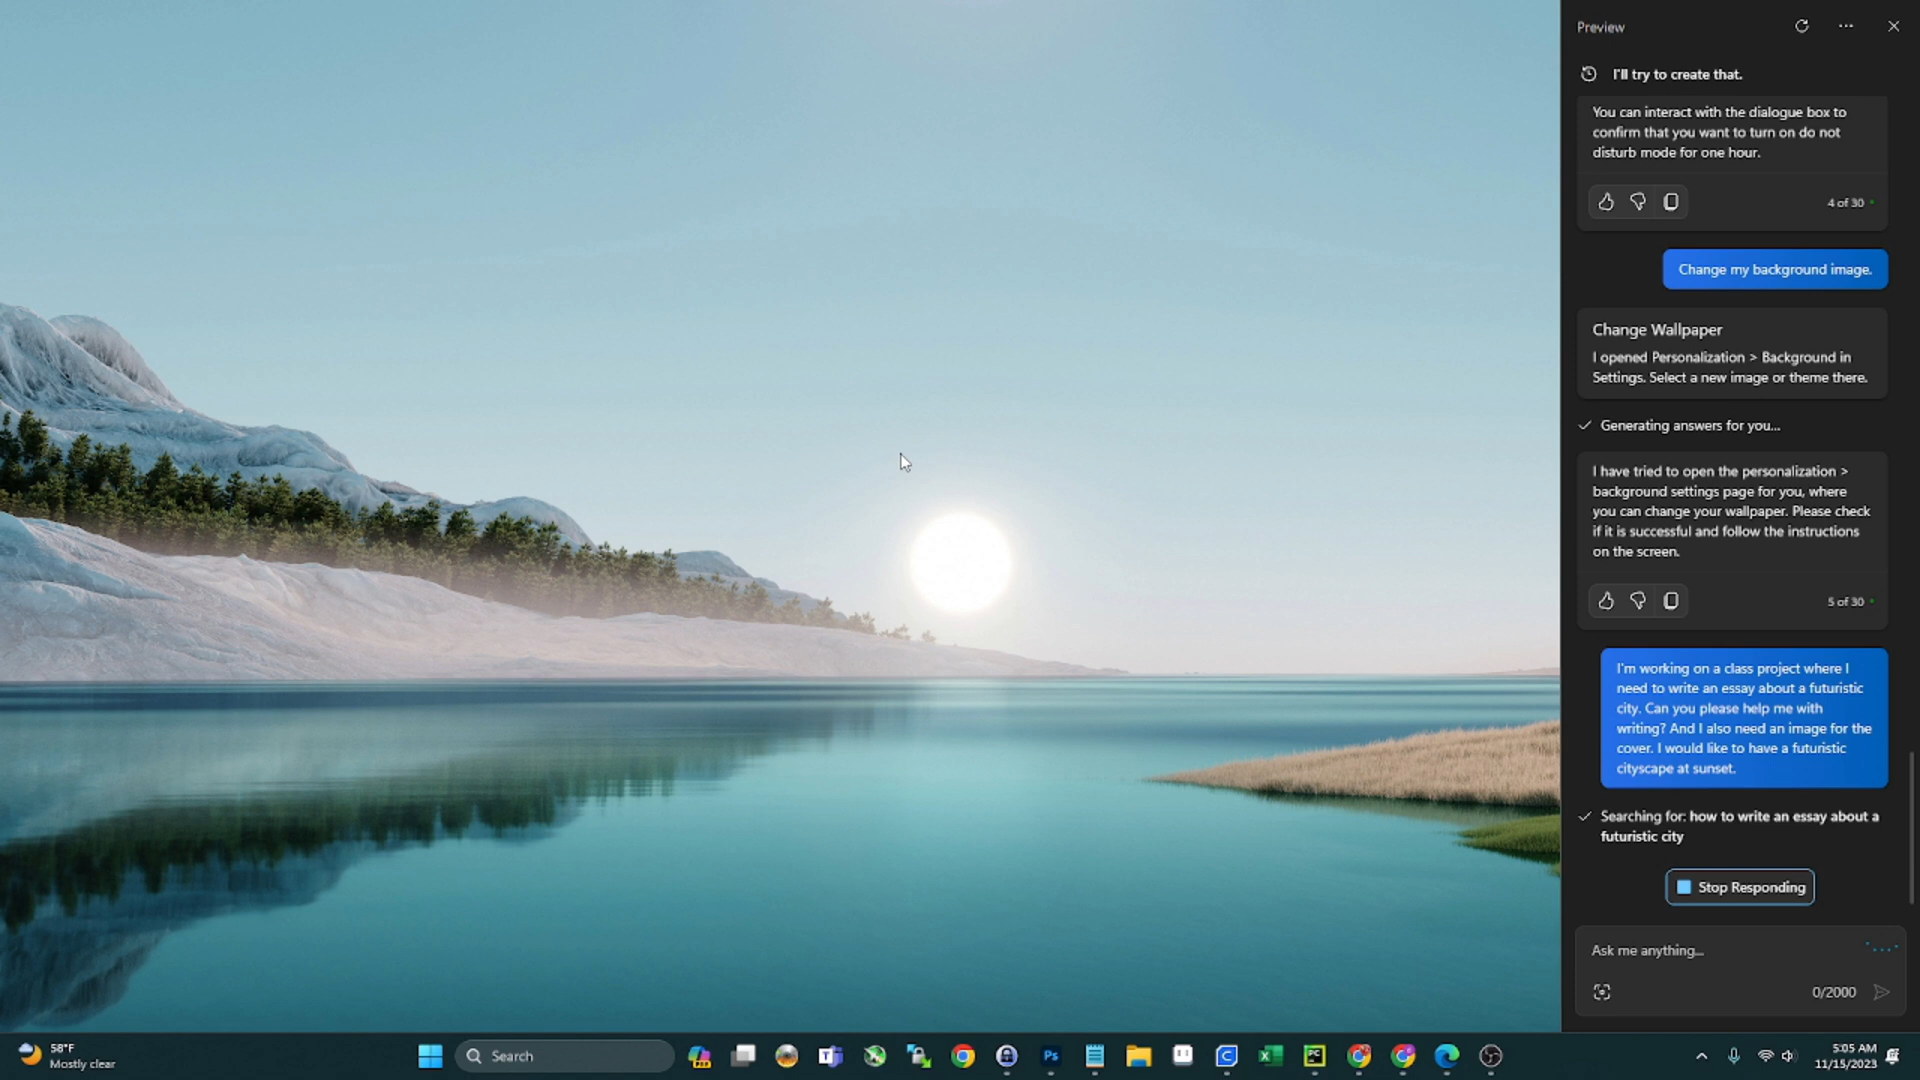 Preview
I'll try to create that.
You can interact with the dialogue box to
confirm that you want to turn on do not
disturb mode for one hour.
4 of 30
Change my background image.
Change Wallpaper
I opened Personalization > Background in
Settings. Select a new image or theme there.
Generating answers for you...
I have tried to open the personalization >
background settings page for you, where
you can change your wallpaper. Please check
if it is successful and follow the instructions
on the screen.
5 of 30
I'm working on a class project where I
need to write an essay about a futuristic
city. Can you please help me with
writing? And I also need an image for the
cover. I would like to have a futuristic
cityscape at sunset.
Searching for: how to write an essay about a
futuristic city
Stop Responding
Ask me anything...
0/2000
58°F
Mostly clear
Search
PRE
T
Ps
C
X
PC
5:05 AM
11/15/2023